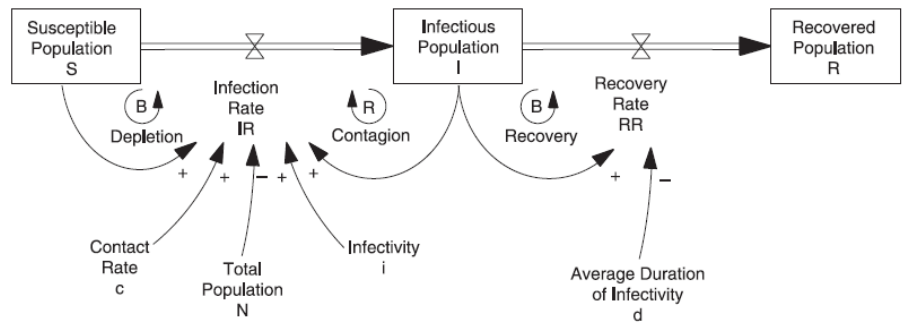 Susceptible
Population
S
Infectious
Population
I
Recovered
Population
R
Infection
Rate
IR
Recovery
Rate
RR
B
Depletion
R
Contagion
B
Recovery
+
+
−
+
+
+
−
Contact
Rate
c
Total
Population
N
Infectivity
i
Average Duration
of Infectivity
d